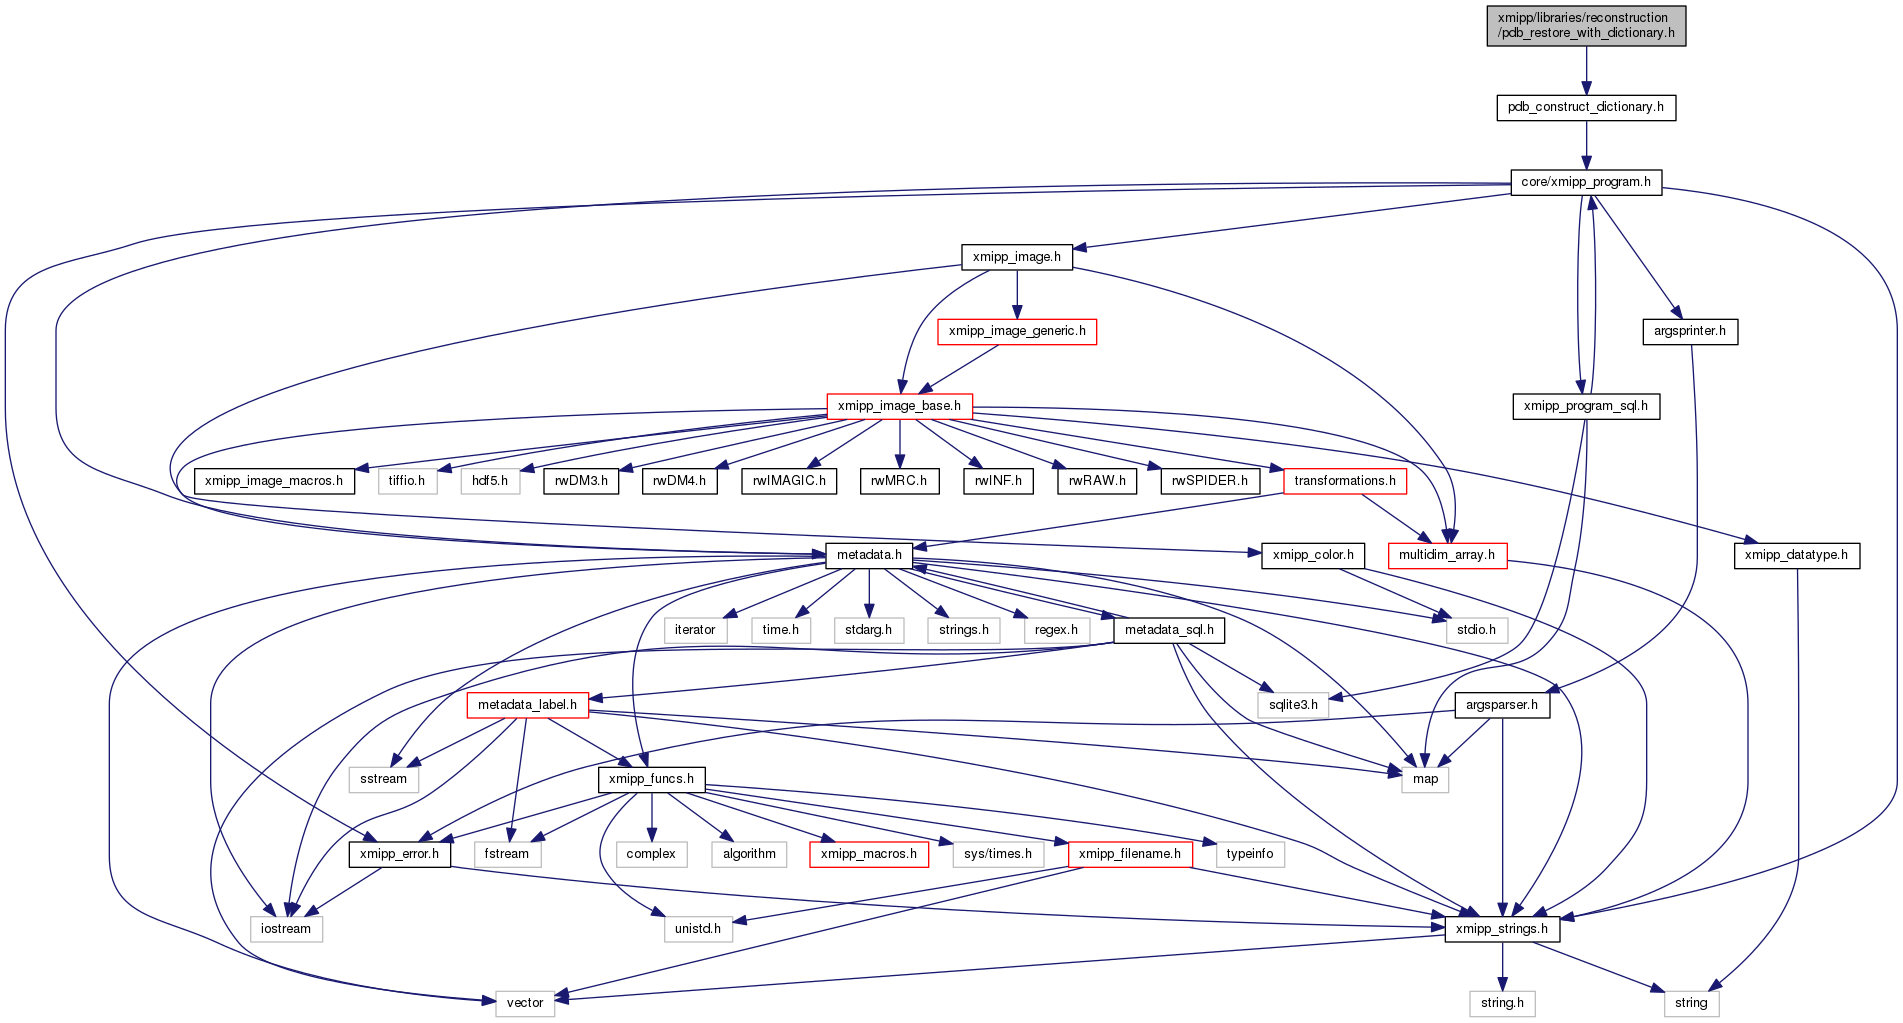 xmipp/libraries/reconstruction
/pdb_restore_with_dictionary.h
pdb_construct_dictionary.h
core/xmipp_program.h
xmipp_image.h
xmipp_image_generic.h
argsprinter.h
xmipp_image_base.h
xmipp_program_sql.h
xmipp_image_macros.h
tiffio.h
hdf5.h
rwDM3.h
rwDM4.h
rwIMAGIC.h
rwMRC.h
rwINF.h
rwRAW.h
rwSPIDER.h
transformations.h
metadata.h
xmipp_color.h
multidim_array.h
xmipp_datatype.h
iterator
time.h
stdarg.h
strings.h
regex.h
metadata_sql.h
stdio.h
metadata_label.h
sqlite3.h
argsparser.h
sstream
xmipp_funcs.h
map
xmipp_error.h
fstream
complex
algorithm
xmipp_macros.h
sys/times.h
xmipp_filename.h
typeinfo
iostream
unistd.h
xmipp_strings.h
vector
string.h
string